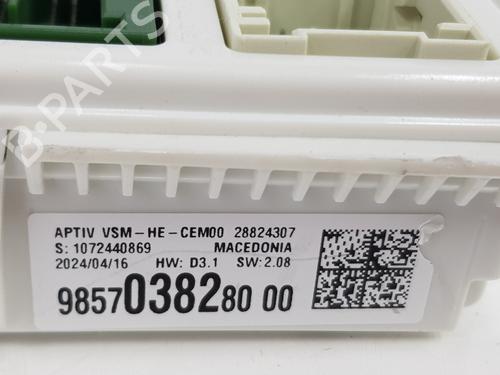 B-PARTS
APTIV VSM-HE-CEM00 28824307
S: 1072440869 MACEDONIA
2024/04/16 HW: D3.1 SW: 2.08
9857038280 00